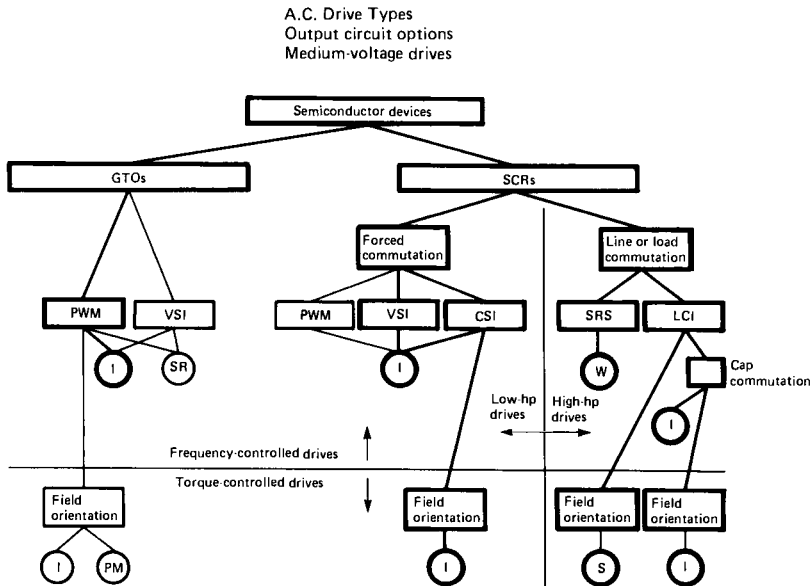 A.C. Drive Types
Output circuit options
Medium-voltage drives
Semiconductor devices
GTOs
SCRs
Forced
commutation
Line or load
commutation
PWM
VSI
PWM
VSI
CSI
SRS
LCI
I
SR
I
W
Cap
commutation
Low-hp
drives
High-hp
drives
I
Frequency-controlled drives
Torque-controlled drives
Field
orientation
Field
orientation
Field
orientation
Field
orientation
I
PM
I
S
I